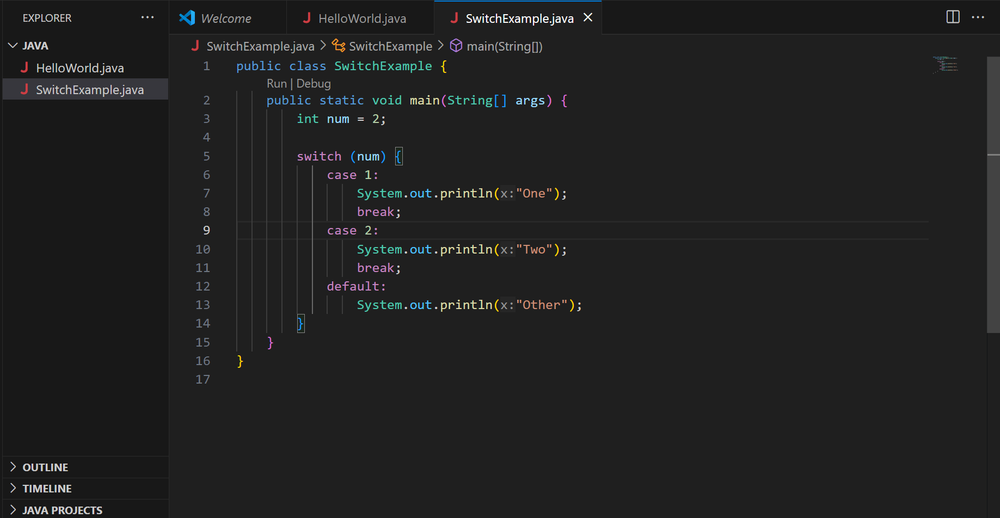 EXPLORER ···
Welcome
HelloWorld.java
SwitchExample.java
JAVA
HelloWorld.java
SwitchExample.java
SwitchExample.java > SwitchExample > main(String[])
1 public class SwitchExample {
Run | Debug
2 public static void main(String[] args) {
3 int num = 2;
4
5 switch (num) {
6 case 1:
7 System.out.println(x:"One");
8 break;
9 case 2:
10 System.out.println(x:"Two");
11 break;
12 default:
13 System.out.println(x:"Other");
14 }
15 }
16 }
17
OUTLINE
TIMELINE
JAVA PROJECTS